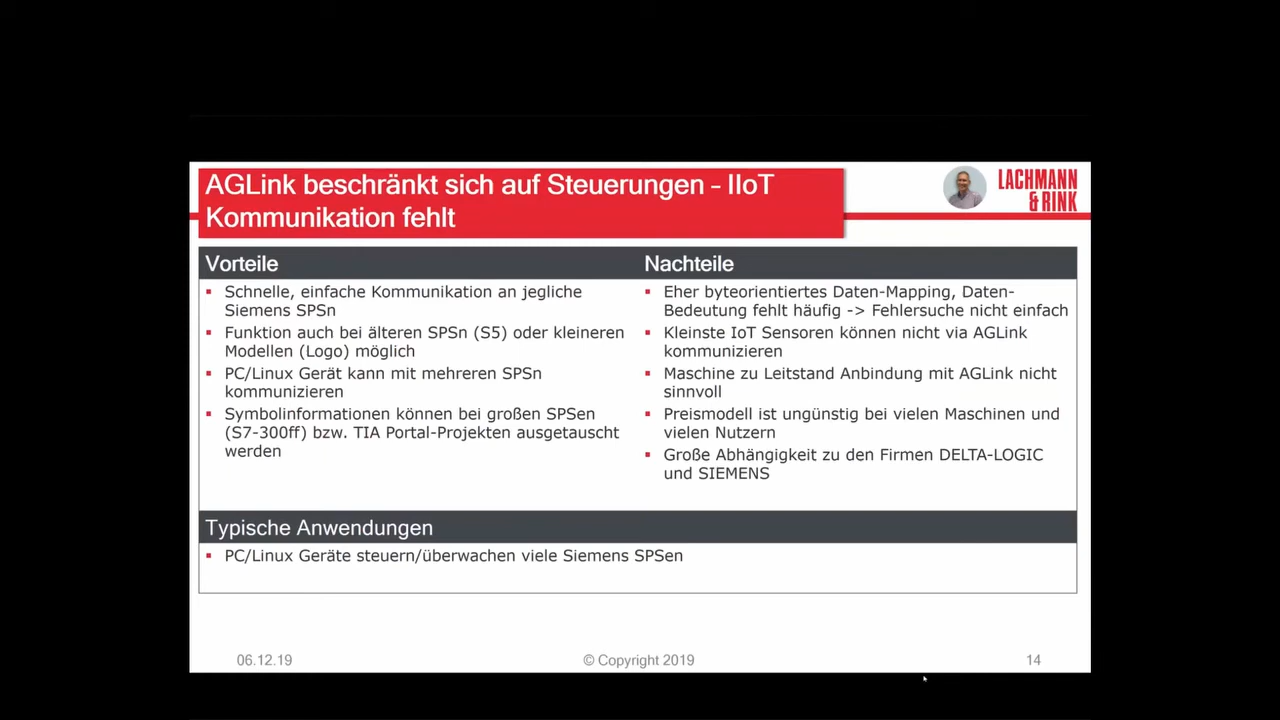 AGLink beschränkt sich auf Steuerungen – IIoT
Kommunikation fehlt
LACHMANN
& RINK
Vorteile
▪ Schnelle, einfache Kommunikation an jegliche
Siemens SPSn
▪ Funktion auch bei älteren SPSn (S5) oder kleineren
Modellen (Logo) möglich
▪ PC/Linux Gerät kann mit mehreren SPSn
kommunizieren
▪ Symbolinformationen können bei großen SPSen
(S7-300ff) bzw. TIA Portal-Projekten ausgetauscht
werden
Nachteile
▪ Eher byteorientiertes Daten-Mapping, Daten-
Bedeutung fehlt häufig -> Fehlersuche nicht einfach
▪ Kleinste IoT Sensoren können nicht via AGLink
kommunizieren
▪ Maschine zu Leitstand Anbindung mit AGLink nicht
sinnvoll
▪ Preismodell ist ungünstig bei vielen Maschinen und
vielen Nutzern
▪ Große Abhängigkeit zu den Firmen DELTA-LOGIC
und SIEMENS
Typische Anwendungen
▪ PC/Linux Geräte steuern/überwachen viele Siemens SPSen
06.12.19
© Copyright 2019
14